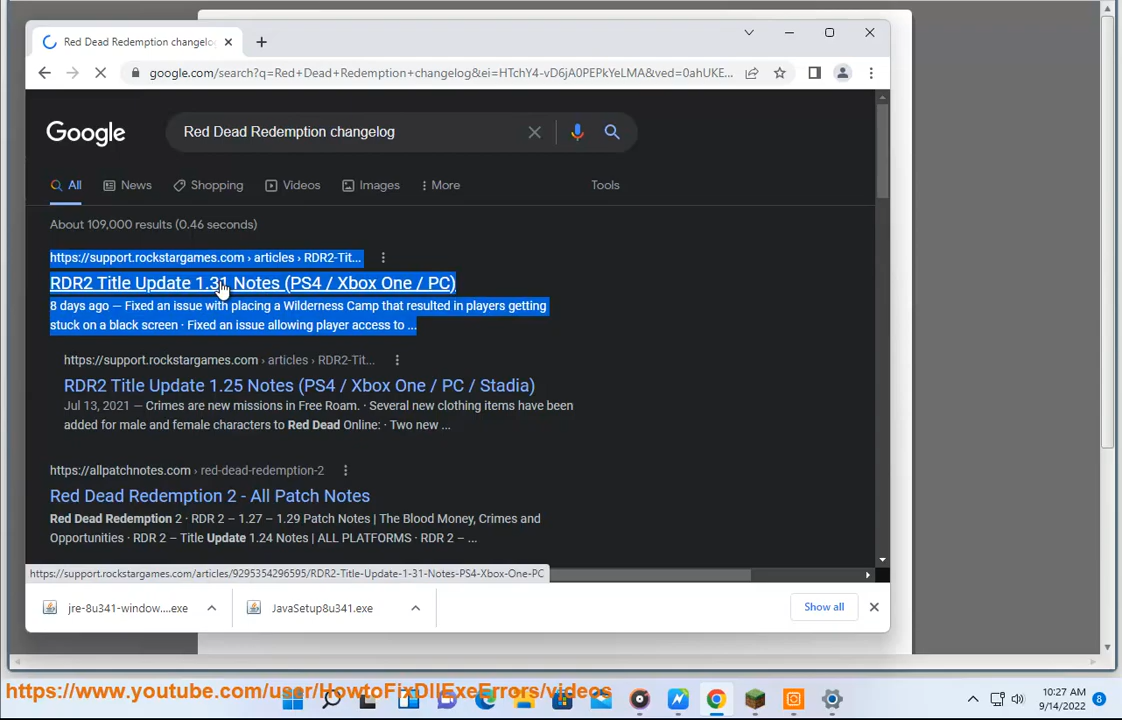 Red Dead Redemption changelog
google.com/search?q=Red+Dead+Redemption+changelog&ei=HTchY4-vD6jA0PEPkYeLMA&ved=0ahUKE...
Google
Red Dead Redemption changelog
All News Shopping Videos Images More Tools
About 109,000 results (0.46 seconds)
https://support.rockstargames.com › articles › RDR2-Tit...
RDR2 Title Update 1.31 Notes (PS4 / Xbox One / PC)
8 days ago — Fixed an issue with placing a Wilderness Camp that resulted in players getting
stuck on a black screen · Fixed an issue allowing player access to ...
https://support.rockstargames.com › articles › RDR2-Tit...
RDR2 Title Update 1.25 Notes (PS4 / Xbox One / PC / Stadia)
Jul 13, 2021 — Crimes are new missions in Free Roam. · Several new clothing items have been
added for male and female characters to Red Dead Online: · Two new ...
https://allpatchnotes.com › red-dead-redemption-2
Red Dead Redemption 2 - All Patch Notes
Red Dead Redemption 2 · RDR 2 – 1.27 – 1.29 Patch Notes | The Blood Money, Crimes and
Opportunities · RDR 2 – Title Update 1.24 Notes | ALL PLATFORMS · RDR 2 – ...
https://support.rockstargames.com/articles/9295354296595/RDR2-Title-Update-1-31-Notes-PS4-Xbox-One-PC
jre-8u341-window....exe JavaSetup8u341.exe Show all
https://www.youtube.com/user/HowtoFixDllExeErrors/videos
10:27 AM
9/14/2022 8